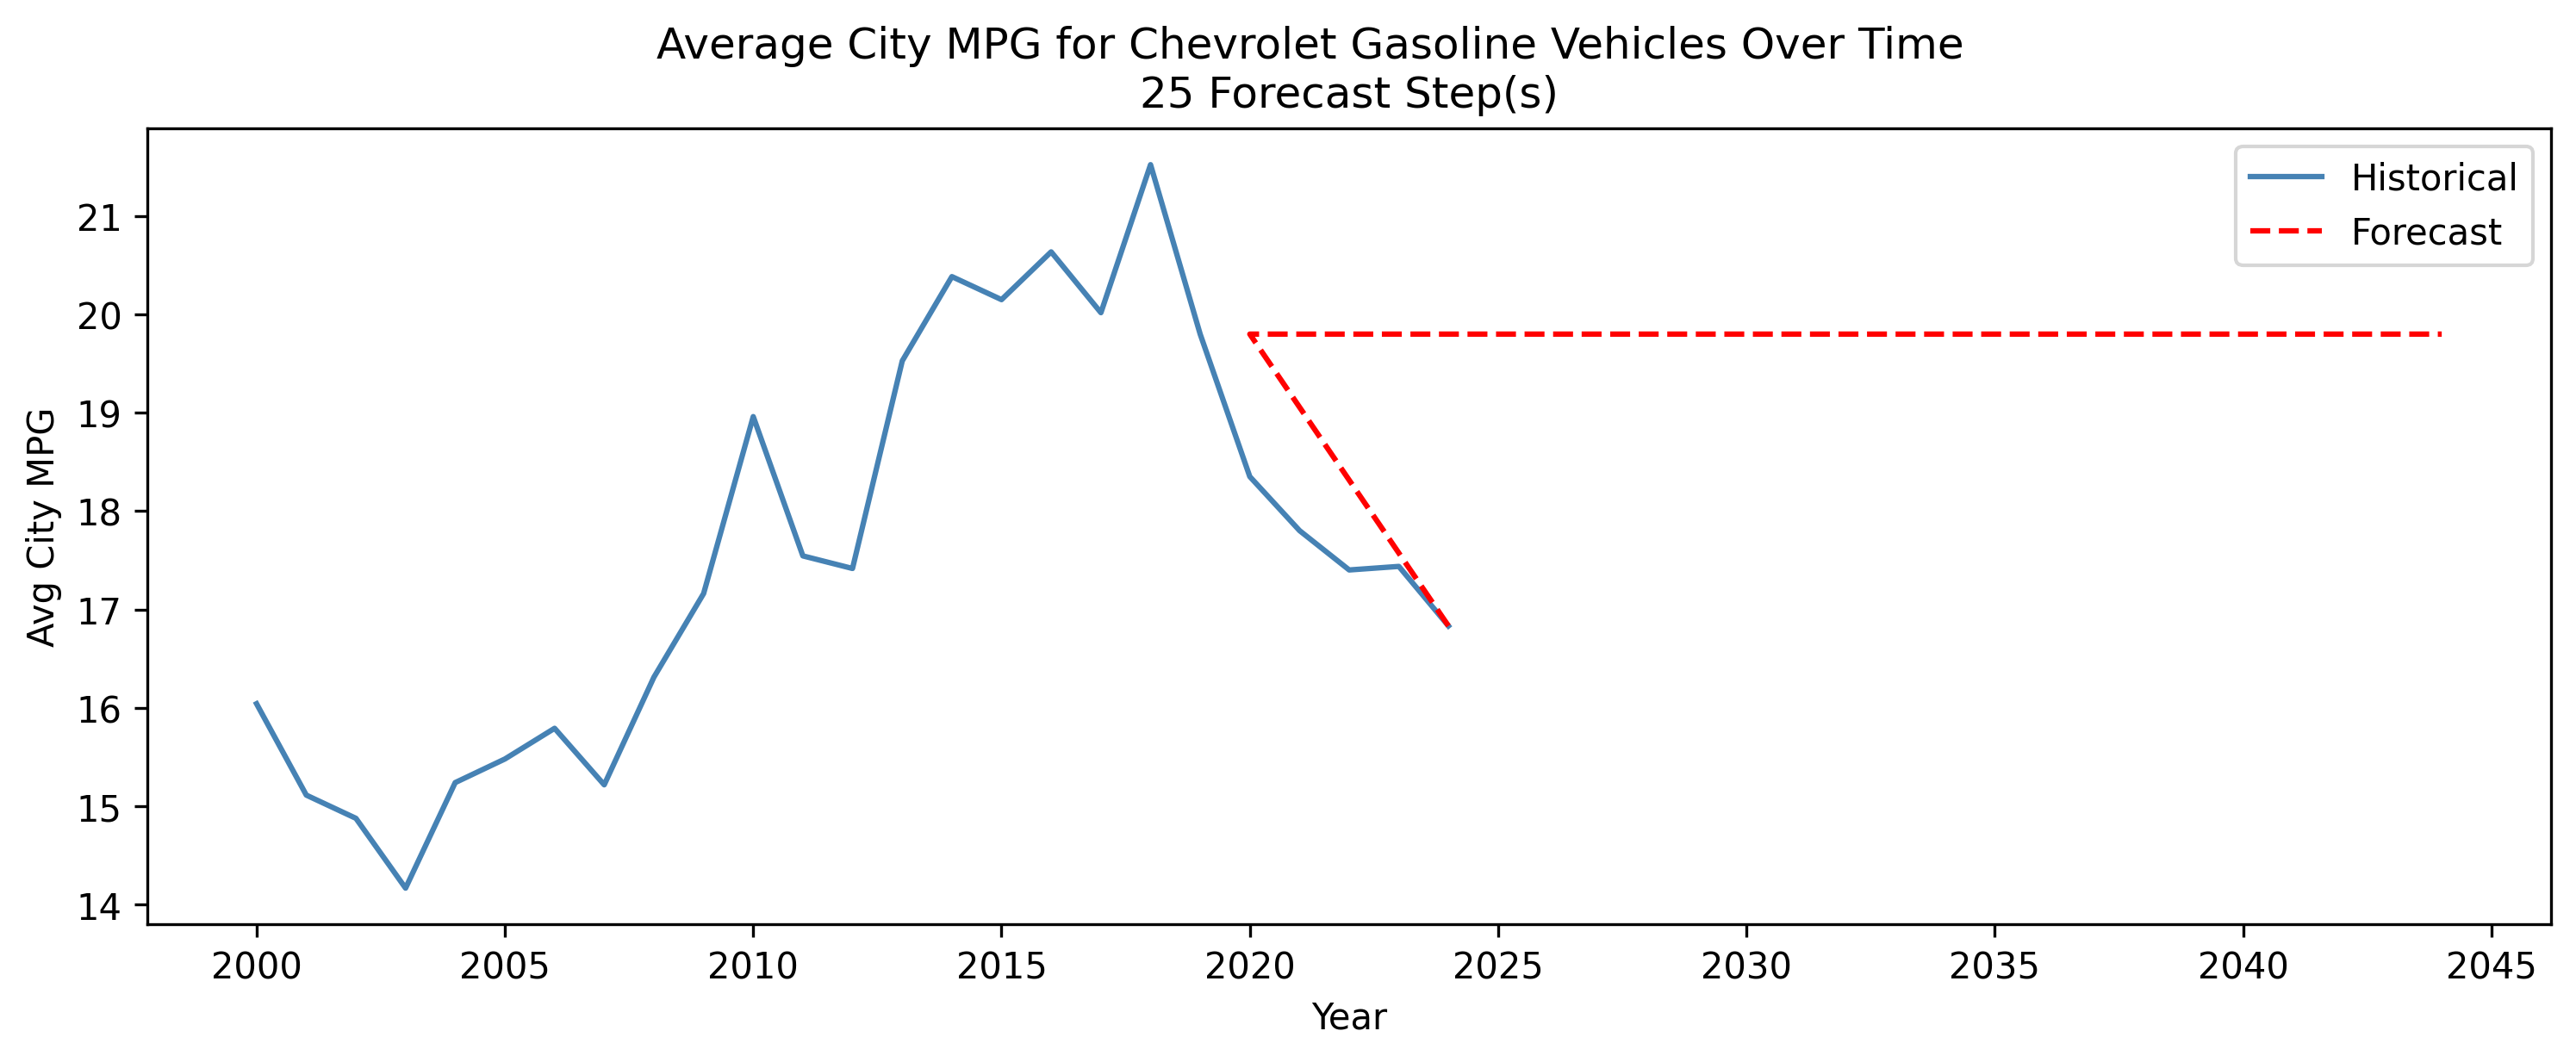 Average City MPG for Chevrolet Gasoline Vehicles Over Time
25 Forecast Step(s)
Historical
Forecast
Avg City MPG
21
20
19
18
17
16
15
14
2000 2005 2010 2015 2020 2025 2030 2035 2040 2045
Year